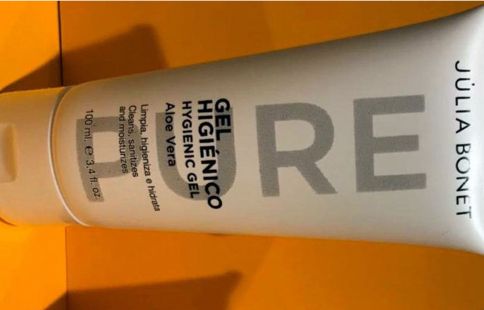 JÚLIA BONET
PURE
GEL
HIGIÉNICO
HYGIENIC GEL
Aloe Vera
Limpia, higieniza e hidrata
Cleans, sanitizes
and moisturizes
100 ml. e 3.4 fl. oz